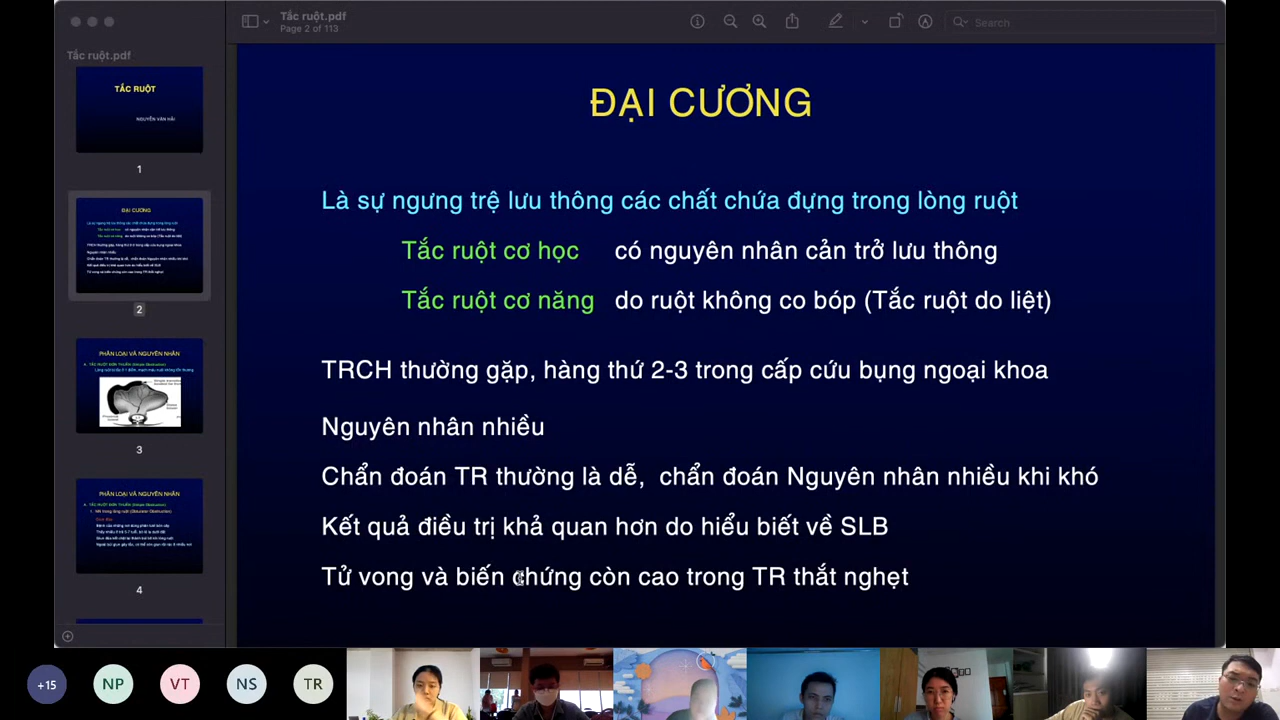 Tắc ruột.pdf
Page 2 of 113
Search
Tắc ruột.pdf
TẮC RUỘT
NGUYỄN VĂN HẢI
1
ĐẠI CƯƠNG
2
PHÂN LOẠI VÀ NGUYÊN NHÂN
3
PHÂN LOẠI VÀ NGUYÊN NHÂN
4
ĐẠI CƯƠNG
Là sự ngưng trệ lưu thông các chất chứa đựng trong lòng ruột
Tắc ruột cơ học có nguyên nhân cản trở lưu thông
Tắc ruột cơ năng do ruột không co bóp (Tắc ruột do liệt)
TRCH thường gặp, hàng thứ 2-3 trong cấp cứu bụng ngoại khoa
Nguyên nhân nhiều
Chẩn đoán TR thường là dễ, chẩn đoán Nguyên nhân nhiều khi khó
Kết quả điều trị khả quan hơn do hiểu biết về SLB
Tử vong và biến chứng còn cao trong TR thắt nghẹt
+15
NP
VT
NS
TR